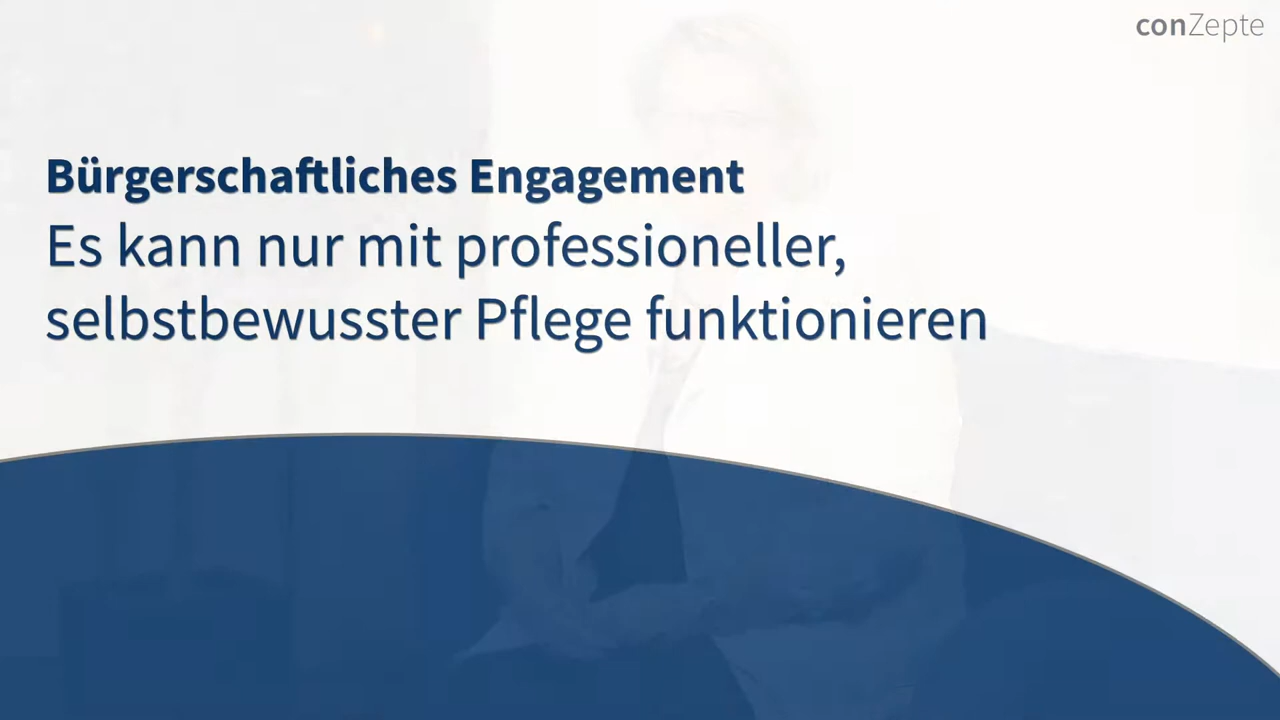 conZepte
Bürgerschaftliches Engagement
Es kann nur mit professioneller,
selbstbewusster Pflege funktionieren